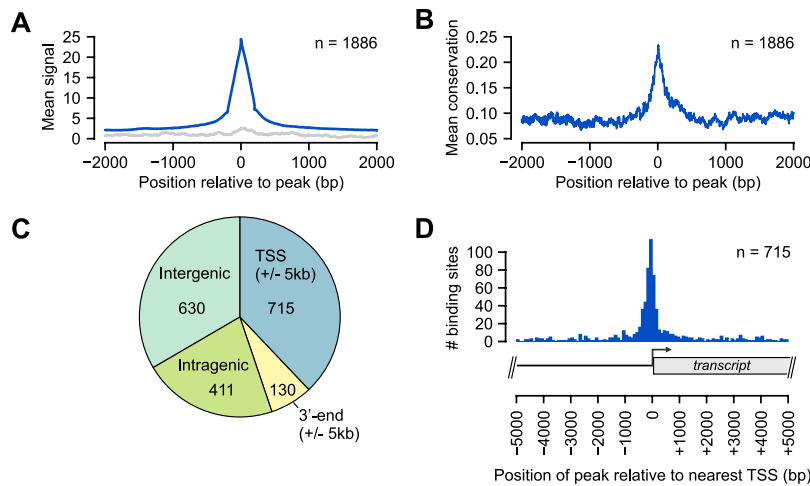 A
Mean signal
25
20
15
10
5
0
n = 1886
−2000
−1000
0
1000
2000
Position relative to peak (bp)
B
Mean conservation
0.25
0.20
0.15
0.10
0.05
n = 1886
−2000
−1000
0
1000
2000
Position relative to peak (bp)
C
Intergenic
630
TSS
(+/- 5kb)
715
Intragenic
411
130
3'-end
(+/- 5kb)
D
# binding sites
100
80
60
40
20
0
n = 715
transcript
-5000
-4000
-3000
-2000
-1000
0
+1000
+2000
+3000
+4000
+5000
Position of peak relative to nearest TSS (bp)